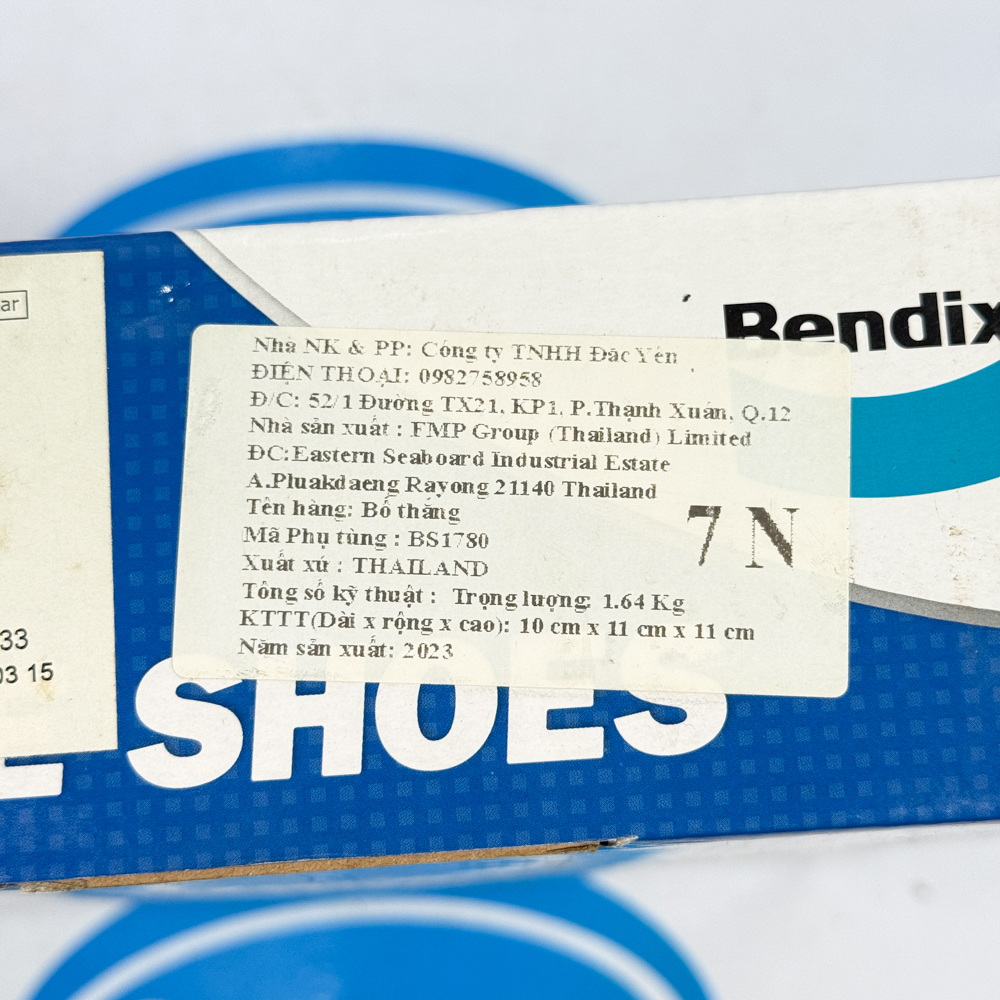 ar
Bendix
Nhà NK & PP: Công ty TNHH Đăc Yên
ĐIỆN THOẠI: 0982758958
Đ/C: 52/1 Đường TX21, KP1, P.Thạnh Xuân, Q.12
Nhà sản xuất : FMP Group (Thailand) Limited
ĐC:Eastern Seaboard Industrial Estate
A.Pluakdaeng Rayong 21140 Thailand
Tên hàng: Bố thắng
7 N
Mã Phụ tùng : BS1780
Xuất xứ : THAILAND
Tông số kỹ thuật : Trọng lượng: 1.64 Kg
KTTT(Dài x rộng x cao): 10 cm x 11 cm x 11 cm
Năm sản xuất: 2023
33
03 15
E SHOES